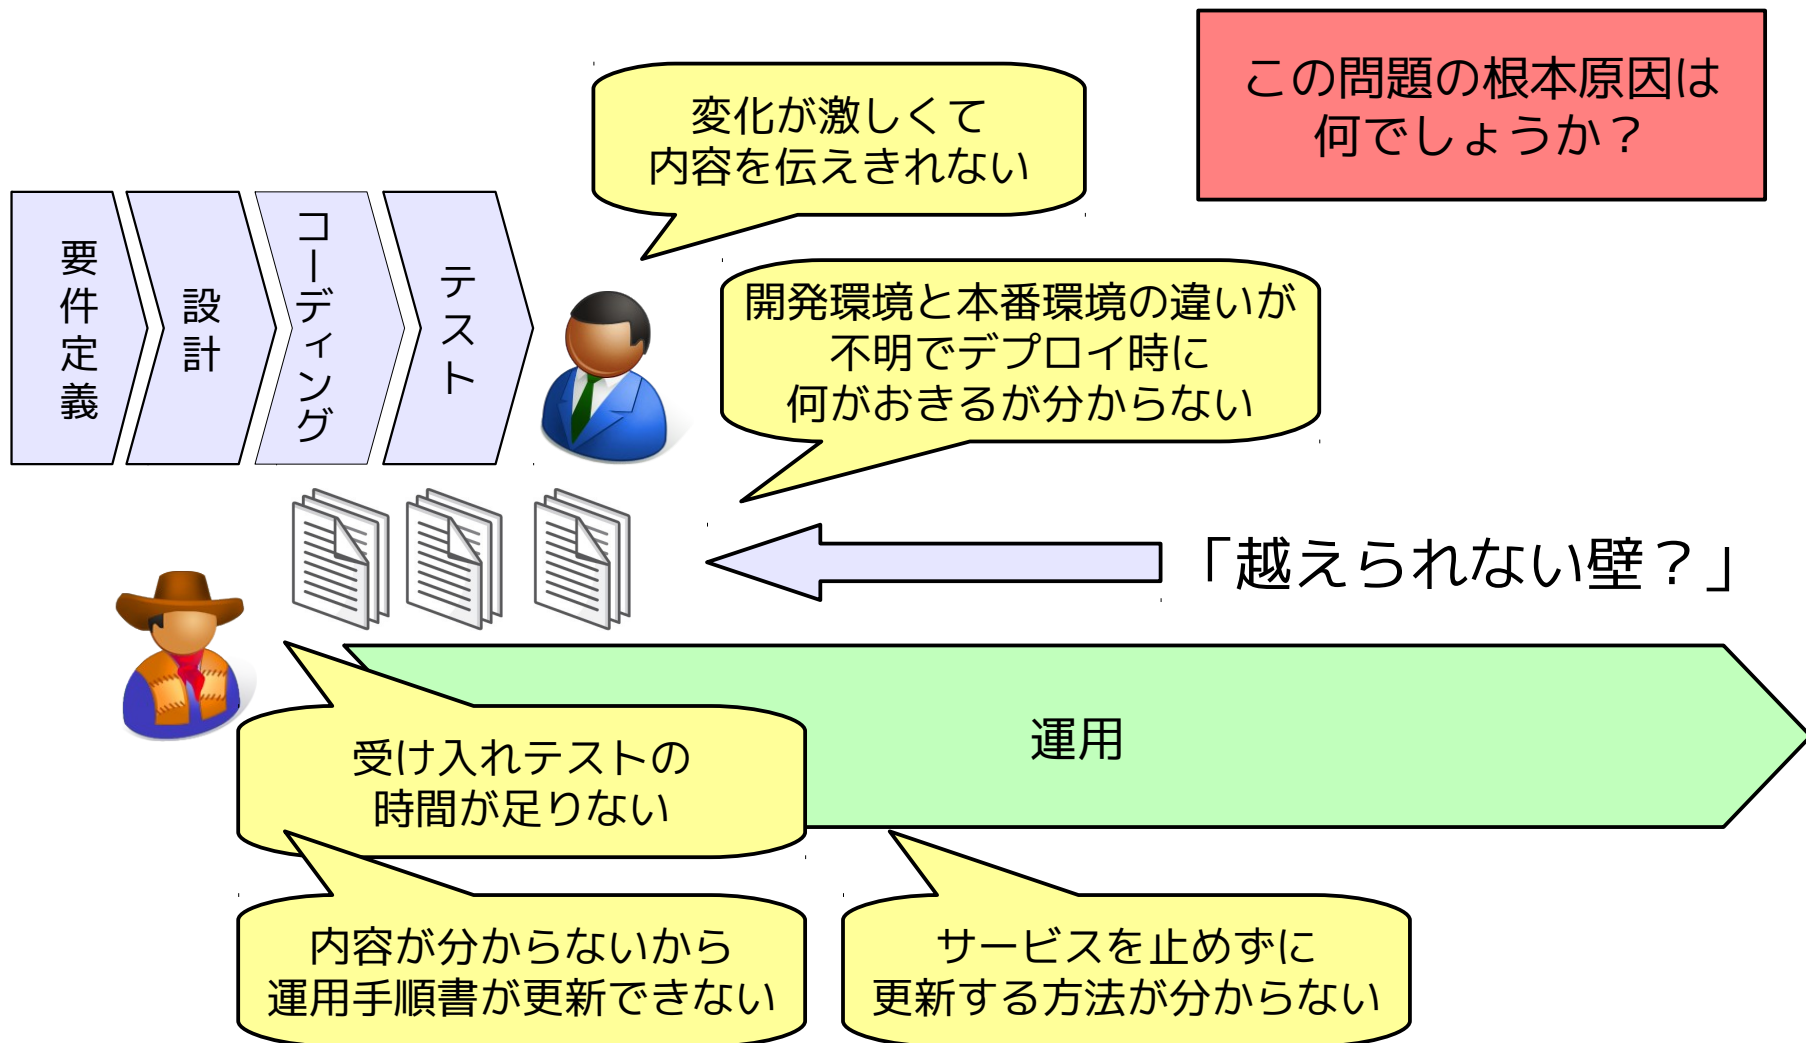 この問題の根本原因は
何でしょうか？
変化が激しくて
内容を伝えきれない
要件定義
設計
コーディング
テスト
開発環境と本番環境の違いが
不明でデプロイ時に
何がおきるが分からない
「越えられない壁？」
運用
受け入れテストの
時間が足りない
内容が分からないから
運用手順書が更新できない
サービスを止めずに
更新する方法が分からない